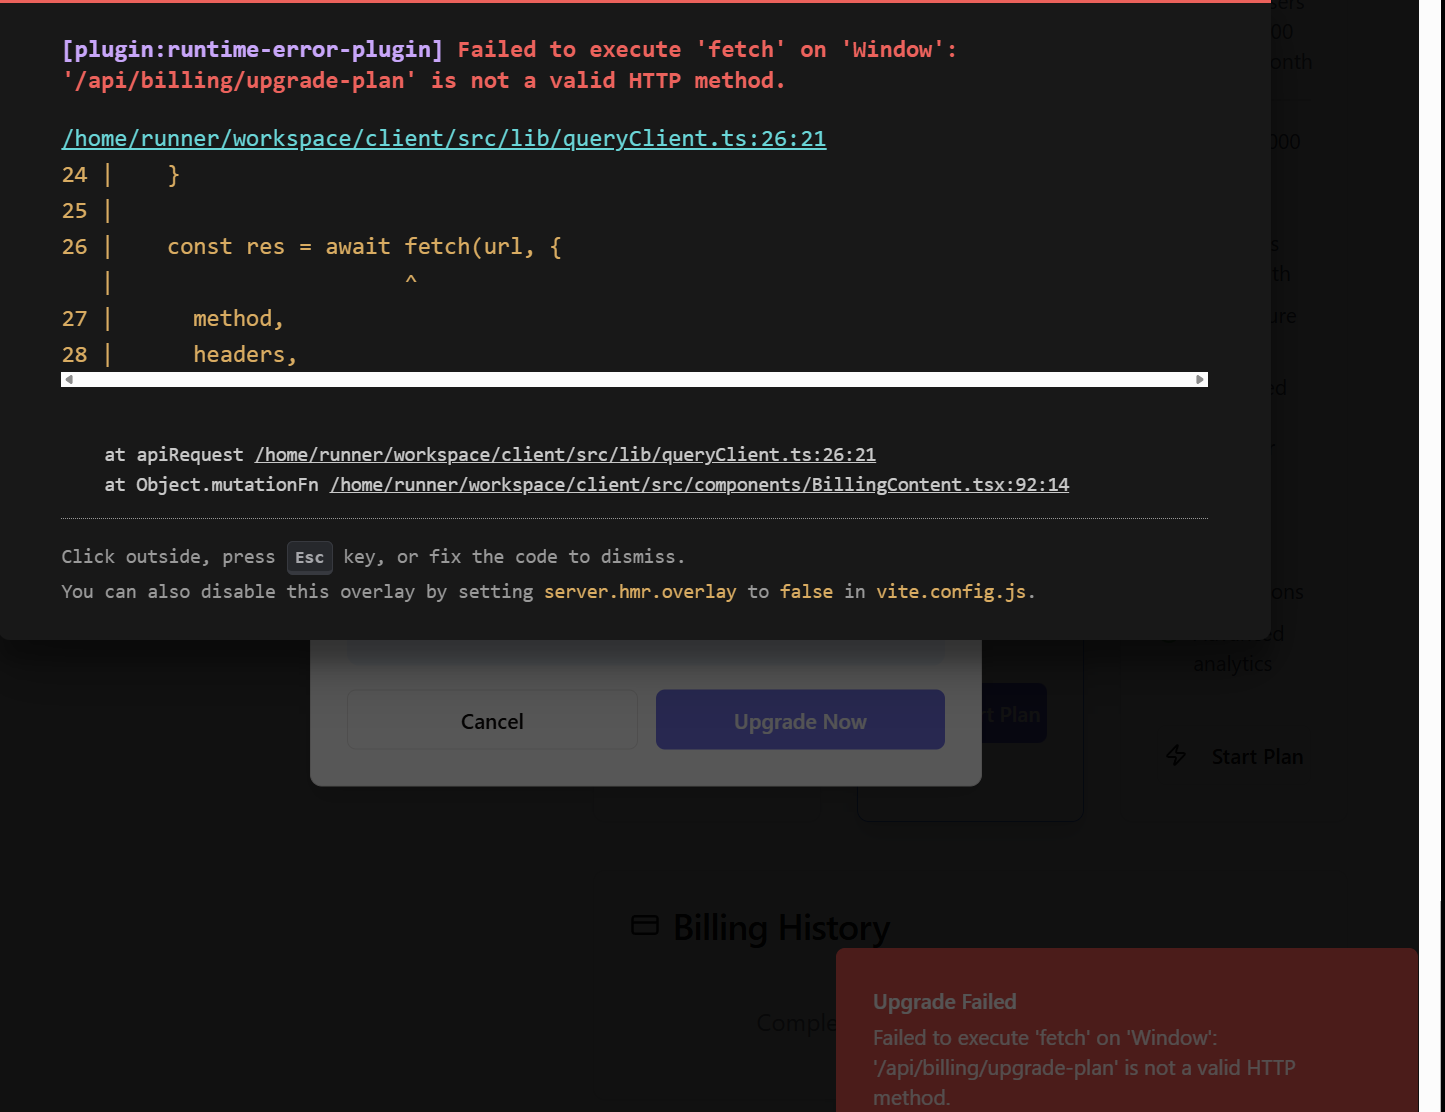 [plugin:runtime-error-plugin] Failed to execute 'fetch' on 'Window':
'/api/billing/upgrade-plan' is not a valid HTTP method.
/home/runner/workspace/client/src/lib/queryClient.ts:26:21
24 |    }
25 |
26 |    const res = await fetch(url, {
   |                      ^
27 |      method,
28 |      headers,
at apiRequest /home/runner/workspace/client/src/lib/queryClient.ts:26:21
at Object.mutationFn /home/runner/workspace/client/src/components/BillingContent.tsx:92:14
Click outside, press Esc key, or fix the code to dismiss.
You can also disable this overlay by setting server.hmr.overlay to false in vite.config.js.
analytics
Cancel
Upgrade Now
Plan
Start Plan
Billing History
Upgrade Failed
Failed to execute 'fetch' on 'Window':
'/api/billing/upgrade-plan' is not a valid HTTP
method.